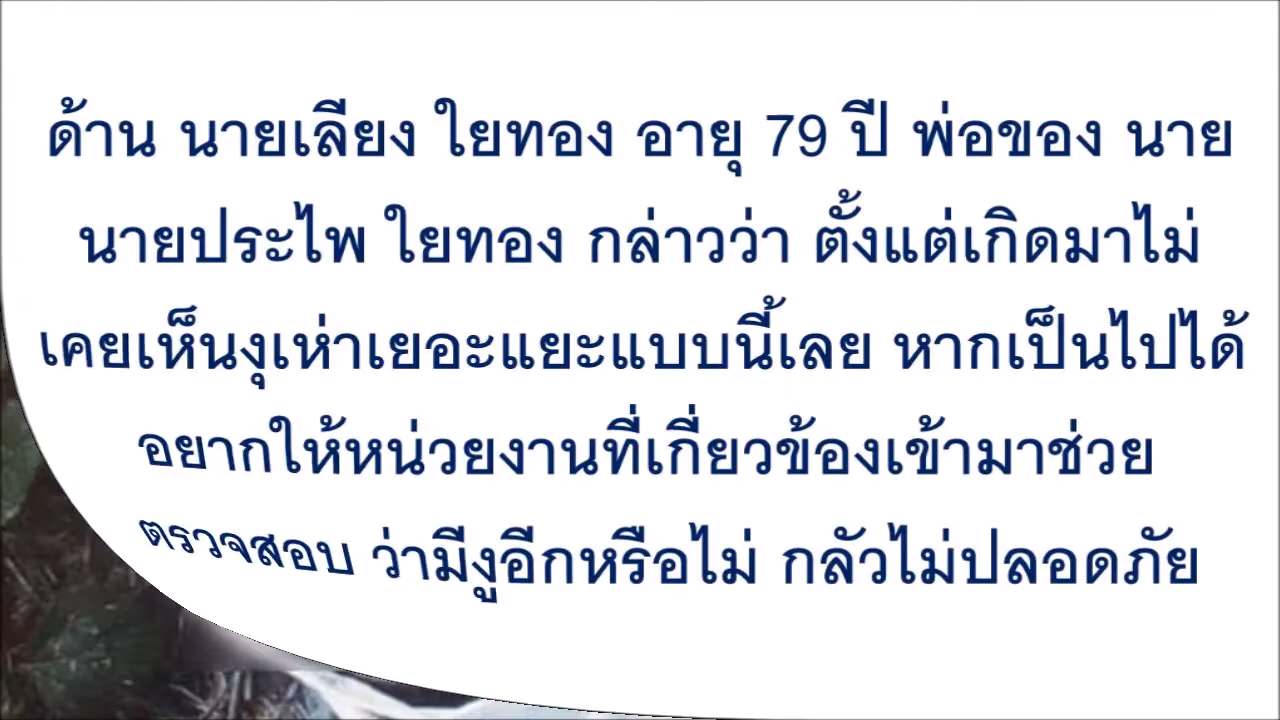 ด้าน นายเลียง ใยทอง อายุ 79 ปี พ่อของ นาย
นายประไพ ใยทอง กล่าวว่า ตั้งแต่เกิดมาไม่
เคยเห็นงูเห่าเยอะแยะแบบนี้เลย หากเป็นไปได้
อยากให้หน่วยงานที่เกี่ยวข้องเข้ามาช่วย
ตรวจสอบ ว่ามีงูอีกหรือไม่ กลัวไม่ปลอดภัย